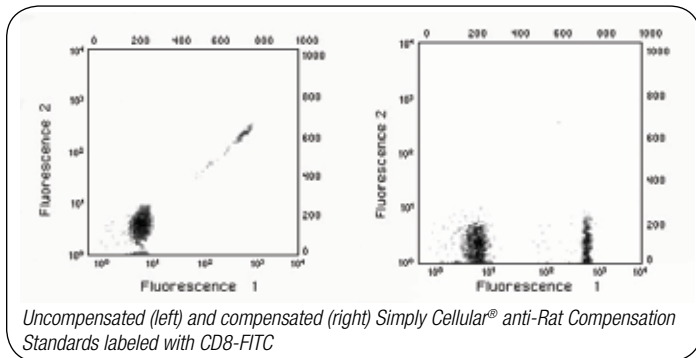 0 200 400 600 800 1000
10⁴
10³
10²
10¹
10⁰
Fluorescence 2
1000
800
600
400
200
0
10⁰ 10¹ 10² 10³ 10⁴
Fluorescence 1
0 200 400 600 800 1000
10⁴
10³
10²
10¹
10⁰
Fluorescence 2
1000
800
600
400
200
0
10⁰ 10¹ 10² 10³ 10⁴
Fluorescence 1
Uncompensated (left) and compensated (right) Simply Cellular® anti-Rat Compensation
Standards labeled with CD8-FITC